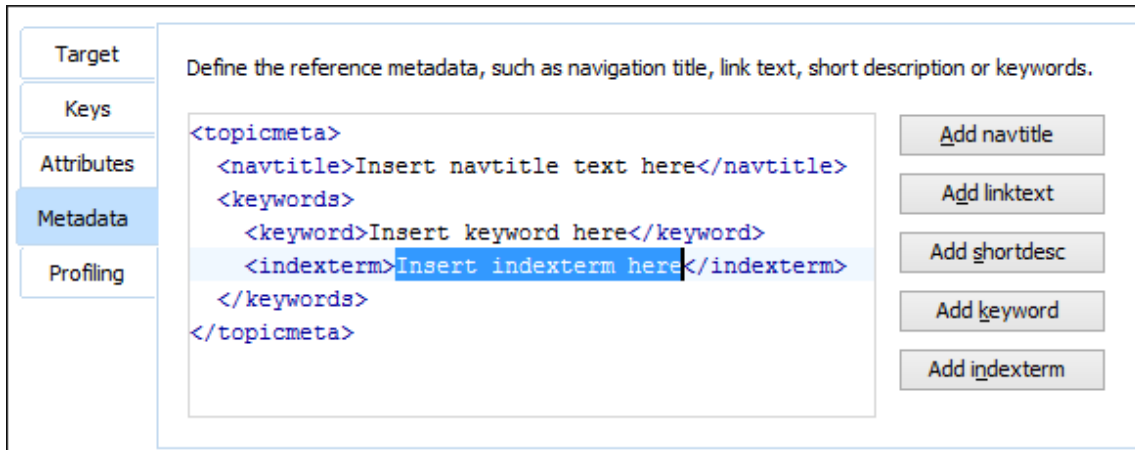 Target
Keys
Attributes
Metadata
Profiling
Define the reference metadata, such as navigation title, link text, short description or keywords.
<topicmeta>
  <navtitle>Insert navtitle text here</navtitle>
  <keywords>
    <keyword>Insert keyword here</keyword>
    <indexterm>Insert indexterm here</indexterm>
  </keywords>
</topicmeta>
Add navtitle
Add linktext
Add shortdesc
Add keyword
Add indexterm